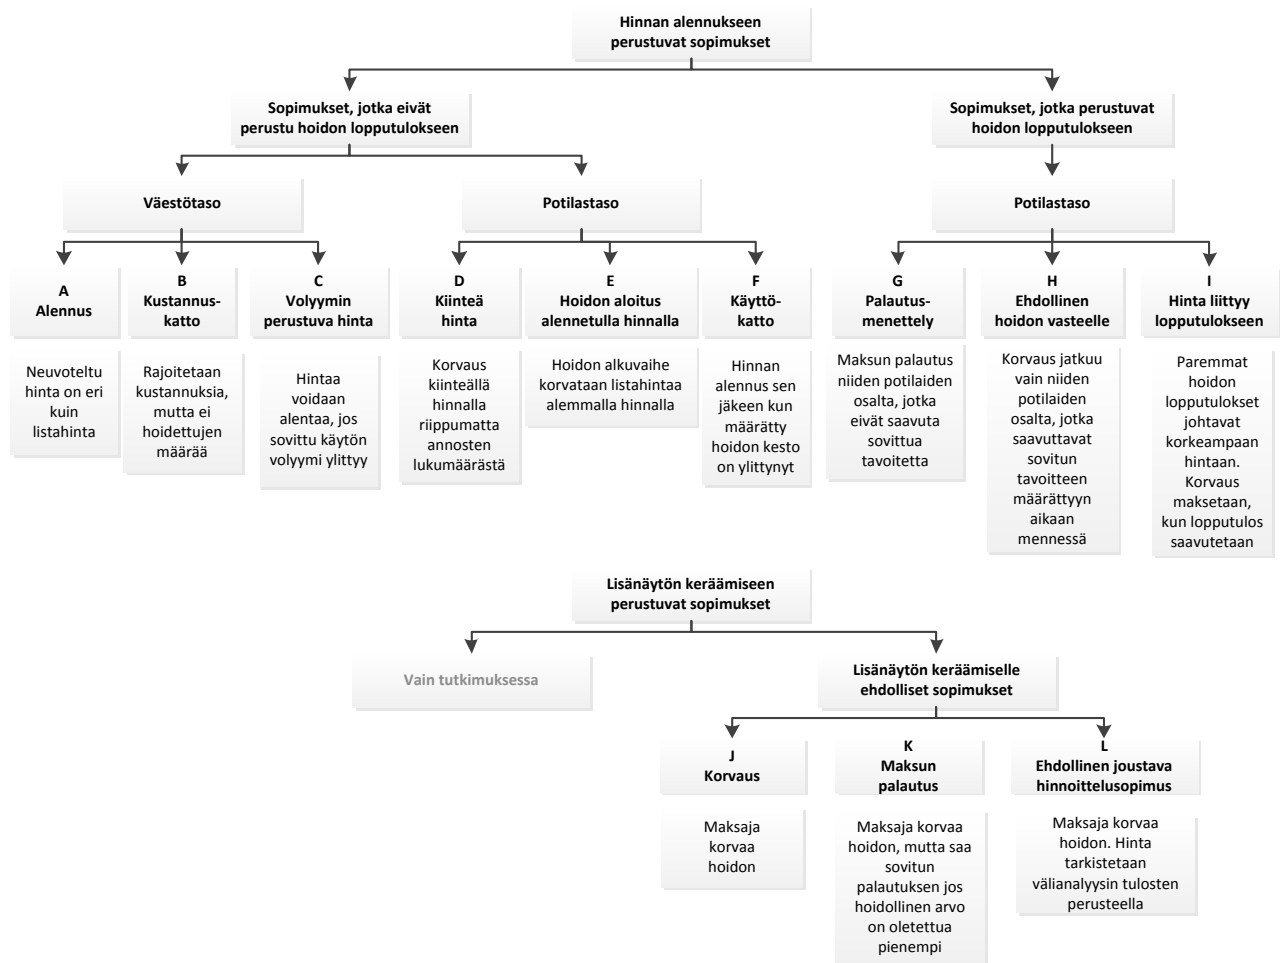 Hinnan alennukseen
perustuvat sopimukset
Sopimukset, jotka eivät
perustu hoidon lopputulokseen
Sopimukset, jotka perustuvat
hoidon lopputulokseen
Väestötaso
Potilastaso
Potilastaso
A
Alennus
B
Kustannus-
katto
C
Volyymin
perustuva hinta
D
Kiinteä
hinta
E
Hoidon aloitus
alennetulla hinnalla
F
Käyttö-
katto
G
Palautus-
menettely
H
Ehdollinen
hoidon vasteelle
I
Hinta liittyy
lopputulokseen
Neuvoteltu
hinta on eri
kuin
listahinta
Rajoitetaan
kustannuksia,
mutta ei
hoidettujen
määrää
Hintaa
voidaan
alentaa, jos
sovittu käytön
volyymi ylittyy
Korvaus
kiinteällä
hinnalla
riippumatta
annosten
lukumäärästä
Hoidon alkuvaihe
korvataan listahintaa
alemmalla hinnalla
Hinnan
alennus sen
jäkeen kun
määrätty
hoidon kesto
on ylittynyt
Maksun palautus
niiden potilaiden
osalta, jotka
eivät saavuta
sovittua
tavoitetta
Korvaus jatkuu
vain niiden
potilaiden
osalta, jotka
saavuttavat
sovitun
tavoitteen
määrättyyn
aikaan
mennessä
Paremmat
hoidon
lopputulokset
johtavat
korkeampaan
hintaan.
Korvaus
maksetaan,
kun lopputulos
saavutetaan
Lisänäytön keräämiseen
perustuvat sopimukset
Vain tutkimuksessa
Lisänäytön keräämiselle
ehdolliset sopimukset
J
Korvaus
K
Maksun
palautus
L
Ehdollinen joustava
hinnoittelusopimus
Maksaja
korvaa
hoidon
Maksaja korvaa
hoidon, mutta saa
sovitun
palautuksen jos
hoidollinen arvo
on oletettua
pienempi
Maksaja korvaa
hoidon. Hinta
tarkistetaan
välianalyysin tulosten
perusteella